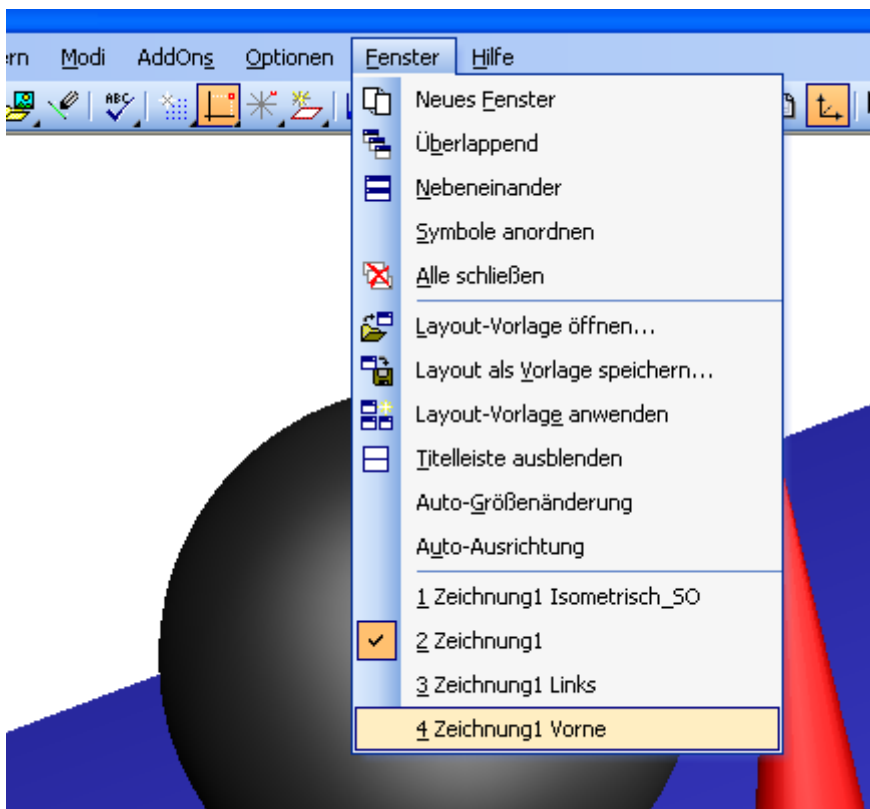 ern Modi AddOns Optionen Fenster Hilfe
ABC
Neues Fenster
Überlappend
Nebeneinander
Symbole anordnen
Alle schließen
Layout-Vorlage öffnen...
Layout als Vorlage speichern...
Layout-Vorlage anwenden
Titelleiste ausblenden
Auto-Größenänderung
Auto-Ausrichtung
1 Zeichnung1 Isometrisch_SO
2 Zeichnung1
3 Zeichnung1 Links
4 Zeichnung1 Vorne